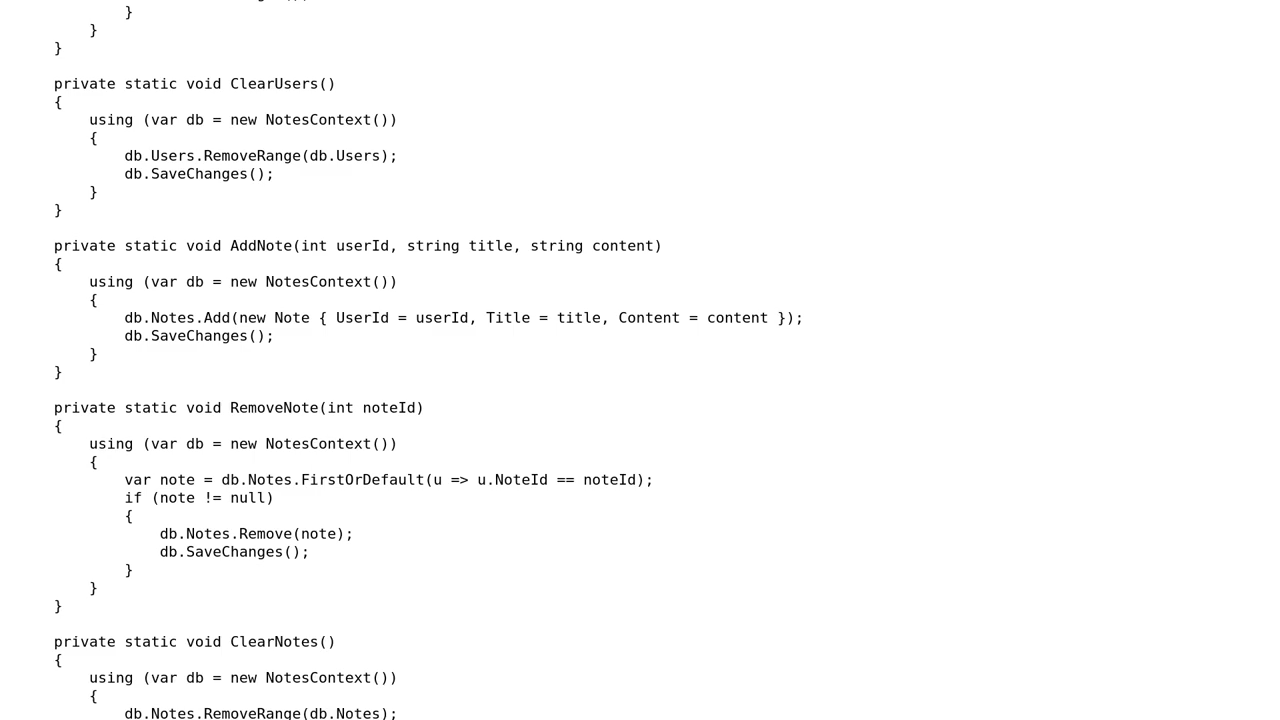 }
        }
    }

    private static void ClearUsers()
    {
        using (var db = new NotesContext())
        {
            db.Users.RemoveRange(db.Users);
            db.SaveChanges();
        }
    }

    private static void AddNote(int userId, string title, string content)
    {
        using (var db = new NotesContext())
        {
            db.Notes.Add(new Note { UserId = userId, Title = title, Content = content });
            db.SaveChanges();
        }
    }

    private static void RemoveNote(int noteId)
    {
        using (var db = new NotesContext())
        {
            var note = db.Notes.FirstOrDefault(u => u.NoteId == noteId);
            if (note != null)
            {
                db.Notes.Remove(note);
                db.SaveChanges();
            }
        }
    }

    private static void ClearNotes()
    {
        using (var db = new NotesContext())
        {
            db.Notes.RemoveRange(db.Notes);